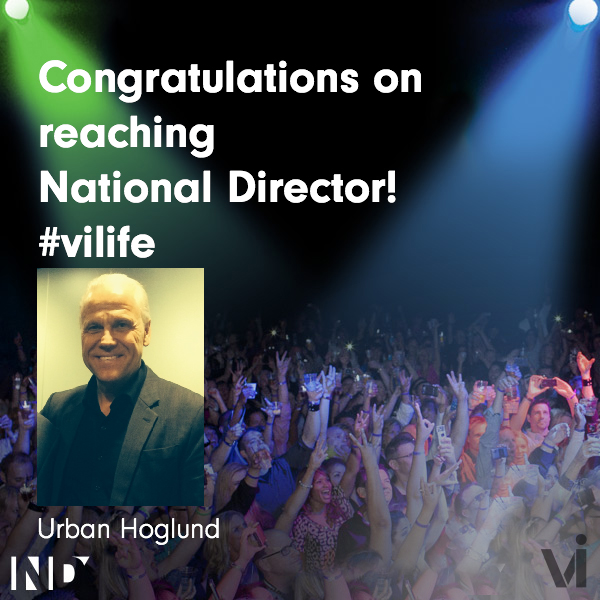 Congratulations on
reaching
National Director!
#vilife
Urban Hoglund
ND
vi